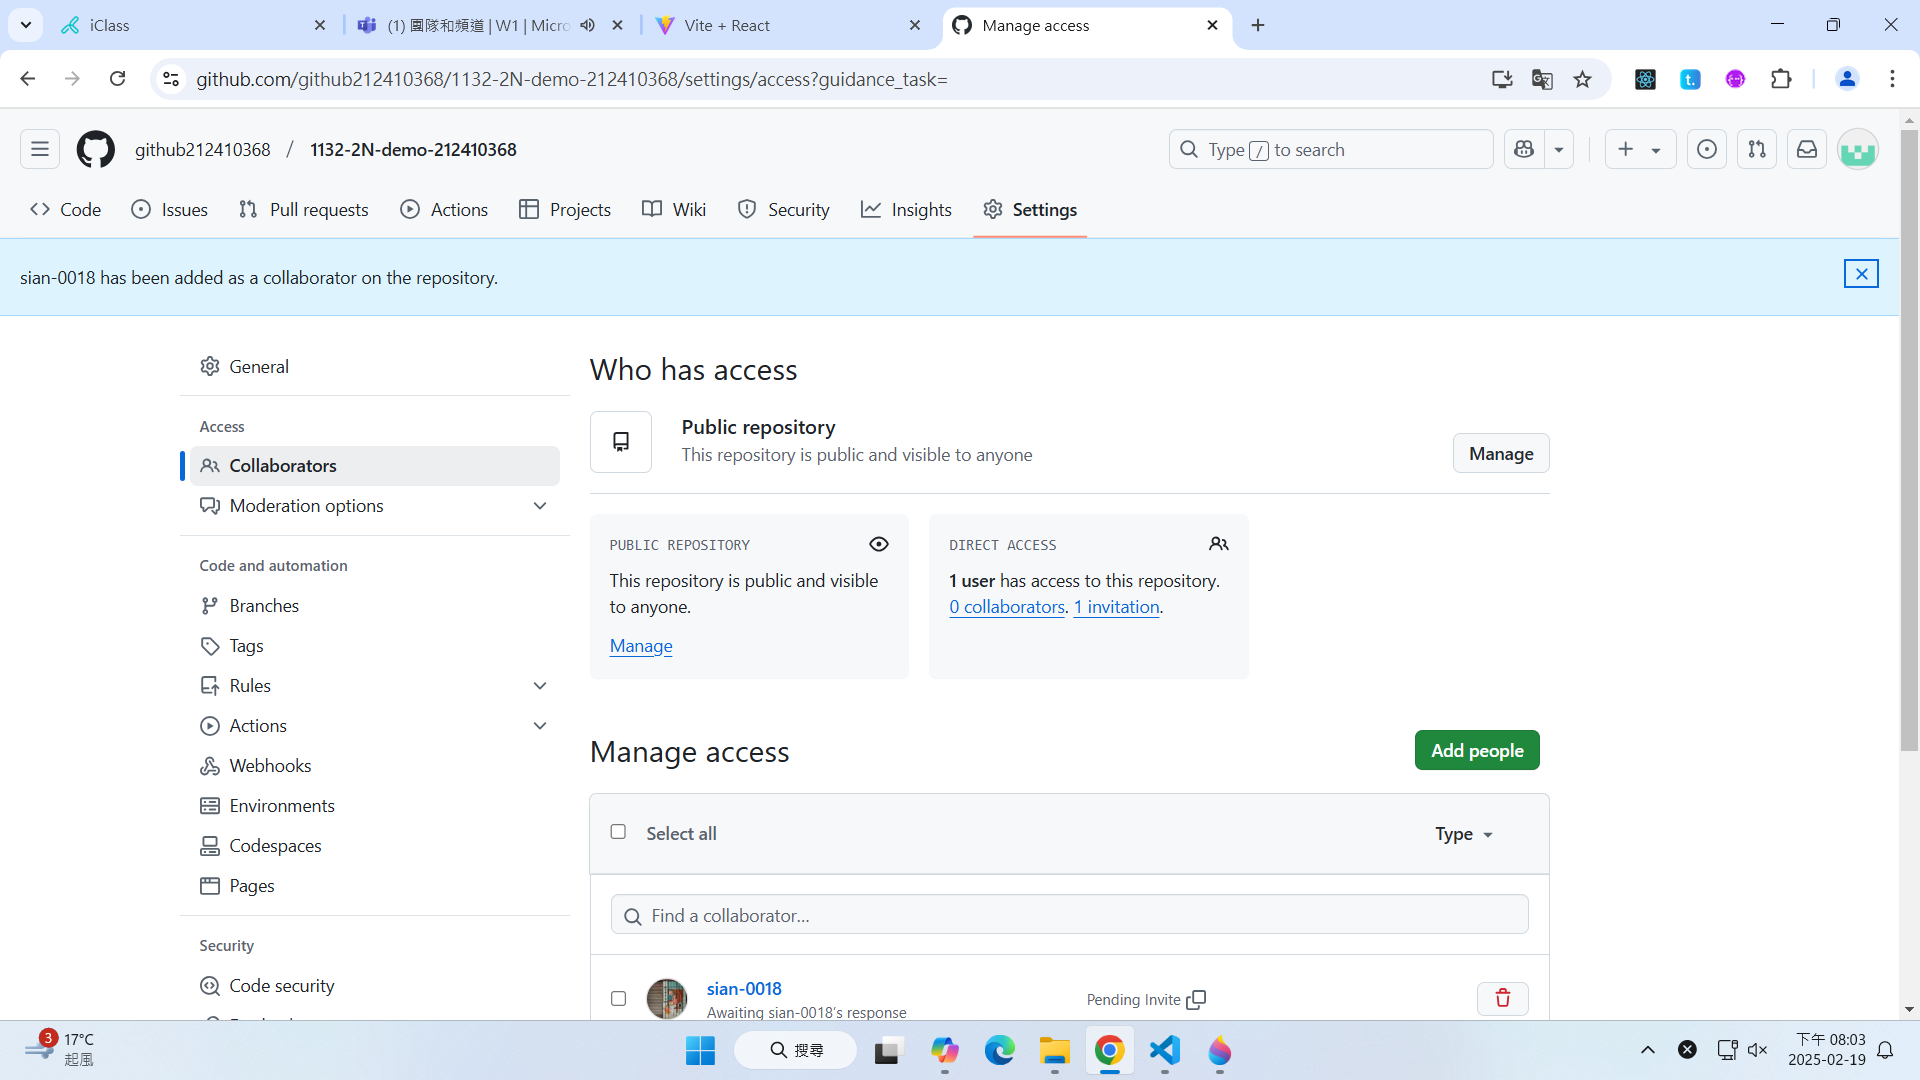 iClass
(1) 團隊和頻道 | W1 | Micro
Vite + React
Manage access
github.com/github212410368/1132-2N-demo-212410368/settings/access?guidance_task=
github212410368 / 1132-2N-demo-212410368
Type / to search
Code
Issues
Pull requests
Actions
Projects
Wiki
Security
Insights
Settings
sian-0018 has been added as a collaborator on the repository.
General
Access
Collaborators
Moderation options
Code and automation
Branches
Tags
Rules
Actions
Webhooks
Environments
Codespaces
Pages
Security
Code security
Who has access
Public repository
This repository is public and visible to anyone
Manage
PUBLIC REPOSITORY
This repository is public and visible
to anyone.
Manage
DIRECT ACCESS
1 user has access to this repository.
0 collaborators. 1 invitation.
Manage access
Add people
Select all
Type
Find a collaborator...
sian-0018
Awaiting sian-0018's response
Pending Invite
3
17°C
起風
搜尋
下午 08:03
2025-02-19